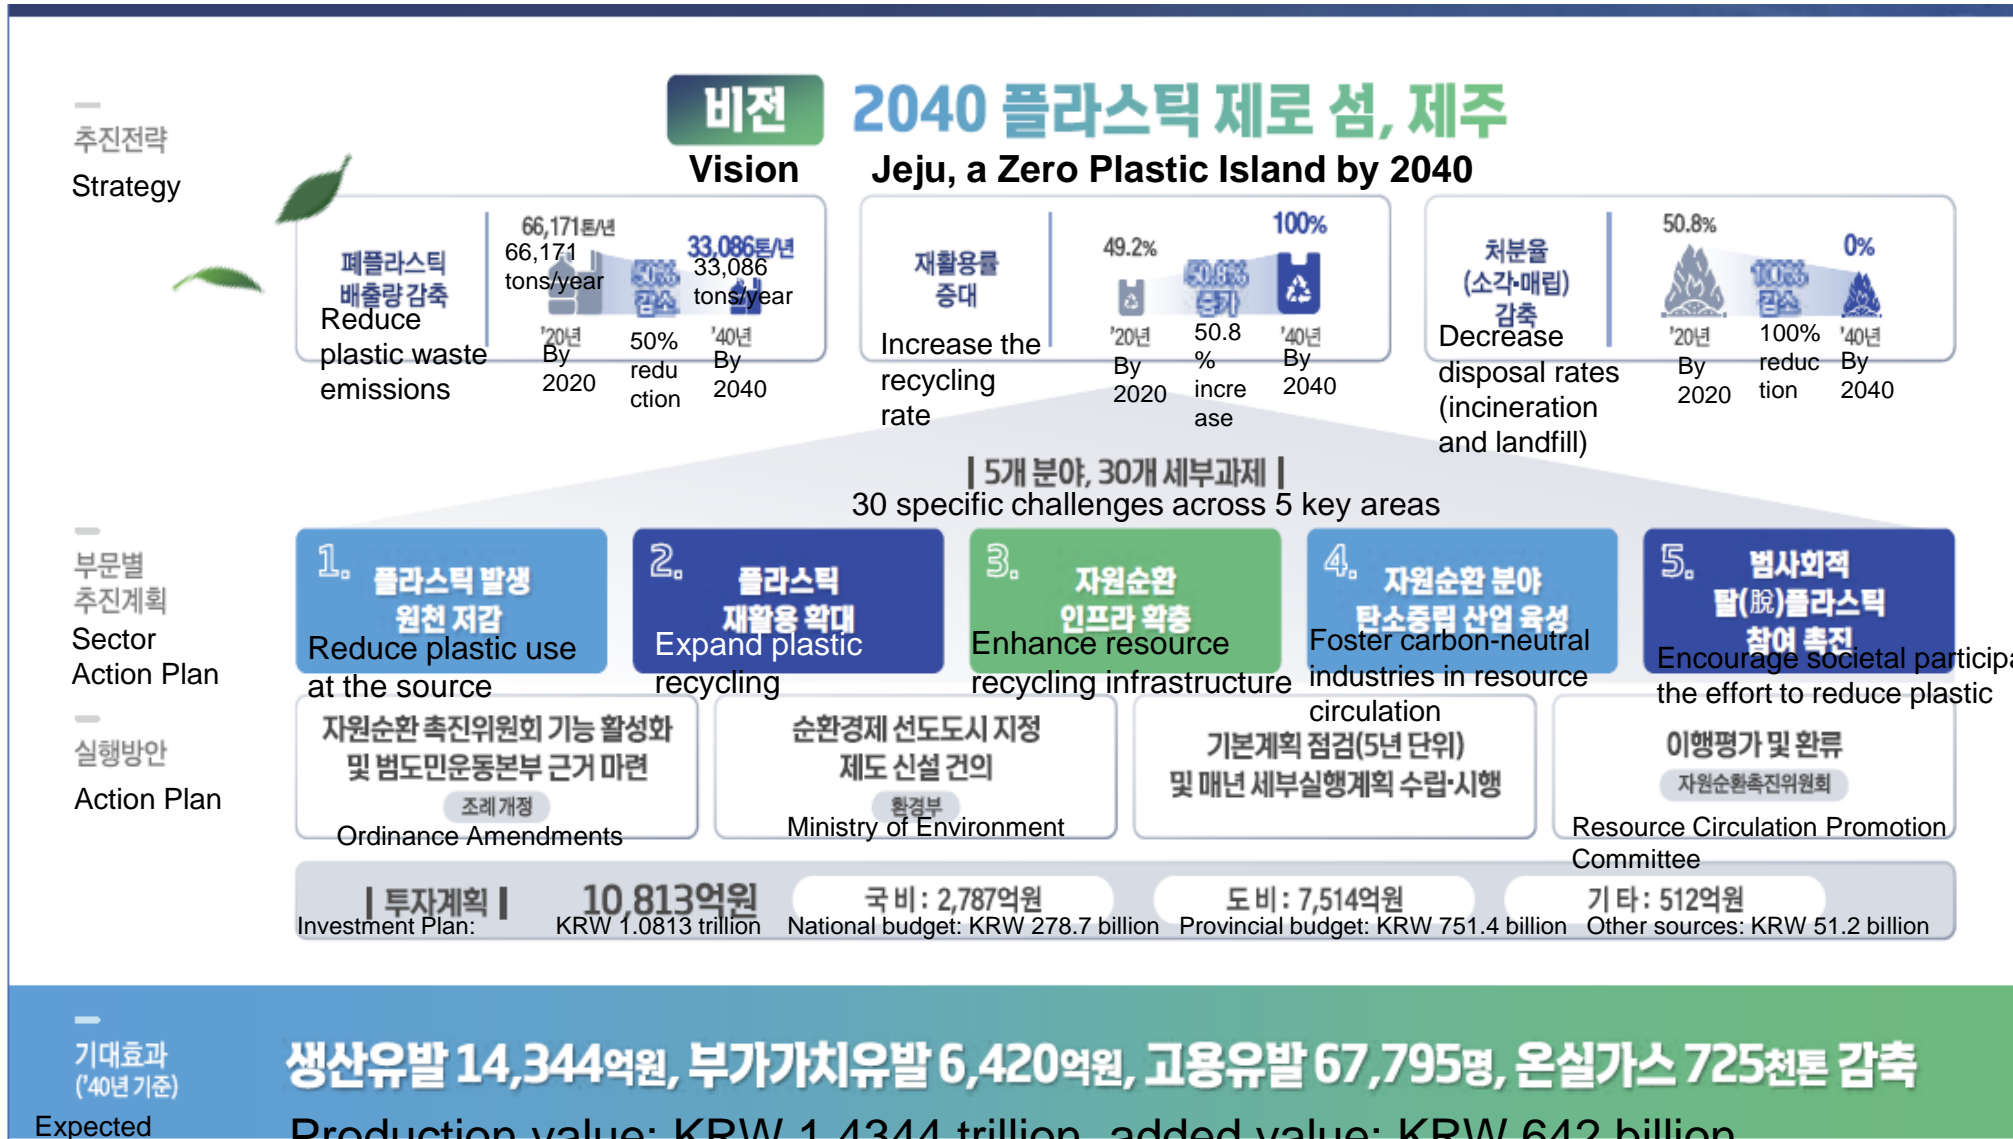 추진전략
Strategy
비전 2040 플라스틱 제로 섬, 제주
Vision Jeju, a Zero Plastic Island by 2040
폐플라스틱
배출량 감축
Reduce
plastic waste
emissions
66,171톤/년
66,171
tons/year
33,086톤/년
33,086
tons/year
50%
감소
'20년
By
2020
50%
redu
ction
'40년
By
2040
재활용률
증대
Increase the
recycling
rate
49.2%
100%
50.8%
증가
'20년
By
2020
50.8
%
incre
ase
'40년
By
2040
처분율
(소각·매립)
감축
Decrease
disposal rates
(incineration
and landfill)
50.8%
0%
100%
감소
'20년
By
2020
100%
reduc
tion
'40년
By
2040
| 5개 분야, 30개 세부과제 |
30 specific challenges across 5 key areas
부문별
추진계획
Sector
Action Plan
1. 플라스틱 발생
원천 저감
Reduce plastic use
at the source
2. 플라스틱
재활용 확대
Expand plastic
recycling
3. 자원순환
인프라 확충
Enhance resource
recycling infrastructure
4. 자원순환 분야
탄소중립 산업 육성
Foster carbon-neutral
industries in resource
circulation
5. 범사회적
탈(脫)플라스틱
참여 촉진
Encourage societal participa
the effort to reduce plastic
실행방안
Action Plan
자원순환 촉진위원회 기능 활성화
및 범도민운동본부 근거 마련
조례 개정
Ordinance Amendments
순환경제 선도도시 지정
제도 신설 건의
환경부
Ministry of Environment
기본계획 점검(5년 단위)
및 매년 세부실행계획 수립·시행
이행평가 및 환류
자원순환촉진위원회
Resource Circulation Promotion
Committee
| 투자계획 | 10,813억원 국비 : 2,787억원 도비 : 7,514억원 기타 : 512억원
Investment Plan: KRW 1.0813 trillion National budget: KRW 278.7 billion Provincial budget: KRW 751.4 billion Other sources: KRW 51.2 billion
기대효과
('40년 기준)
Expected
생산유발 14,344억원, 부가가치유발 6,420억원, 고용유발 67,795명, 온실가스 725천톤 감축
Production value: KRW 1.4344 trillion, added value: KRW 642 billion